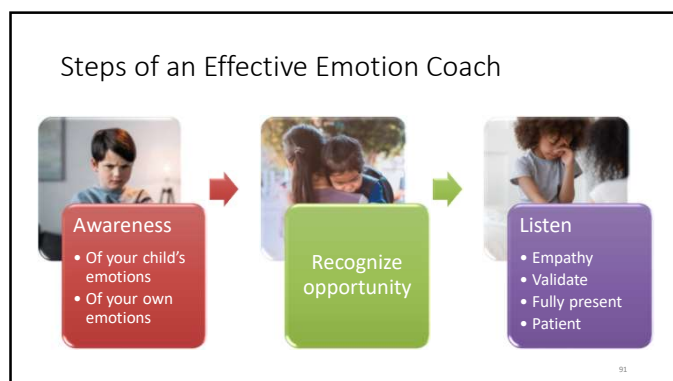 Steps of an Effective Emotion Coach
Awareness
• Of your child's
emotions
• Of your own
emotions
Recognize
opportunity
Listen
• Empathy
• Validate
• Fully present
• Patient
91